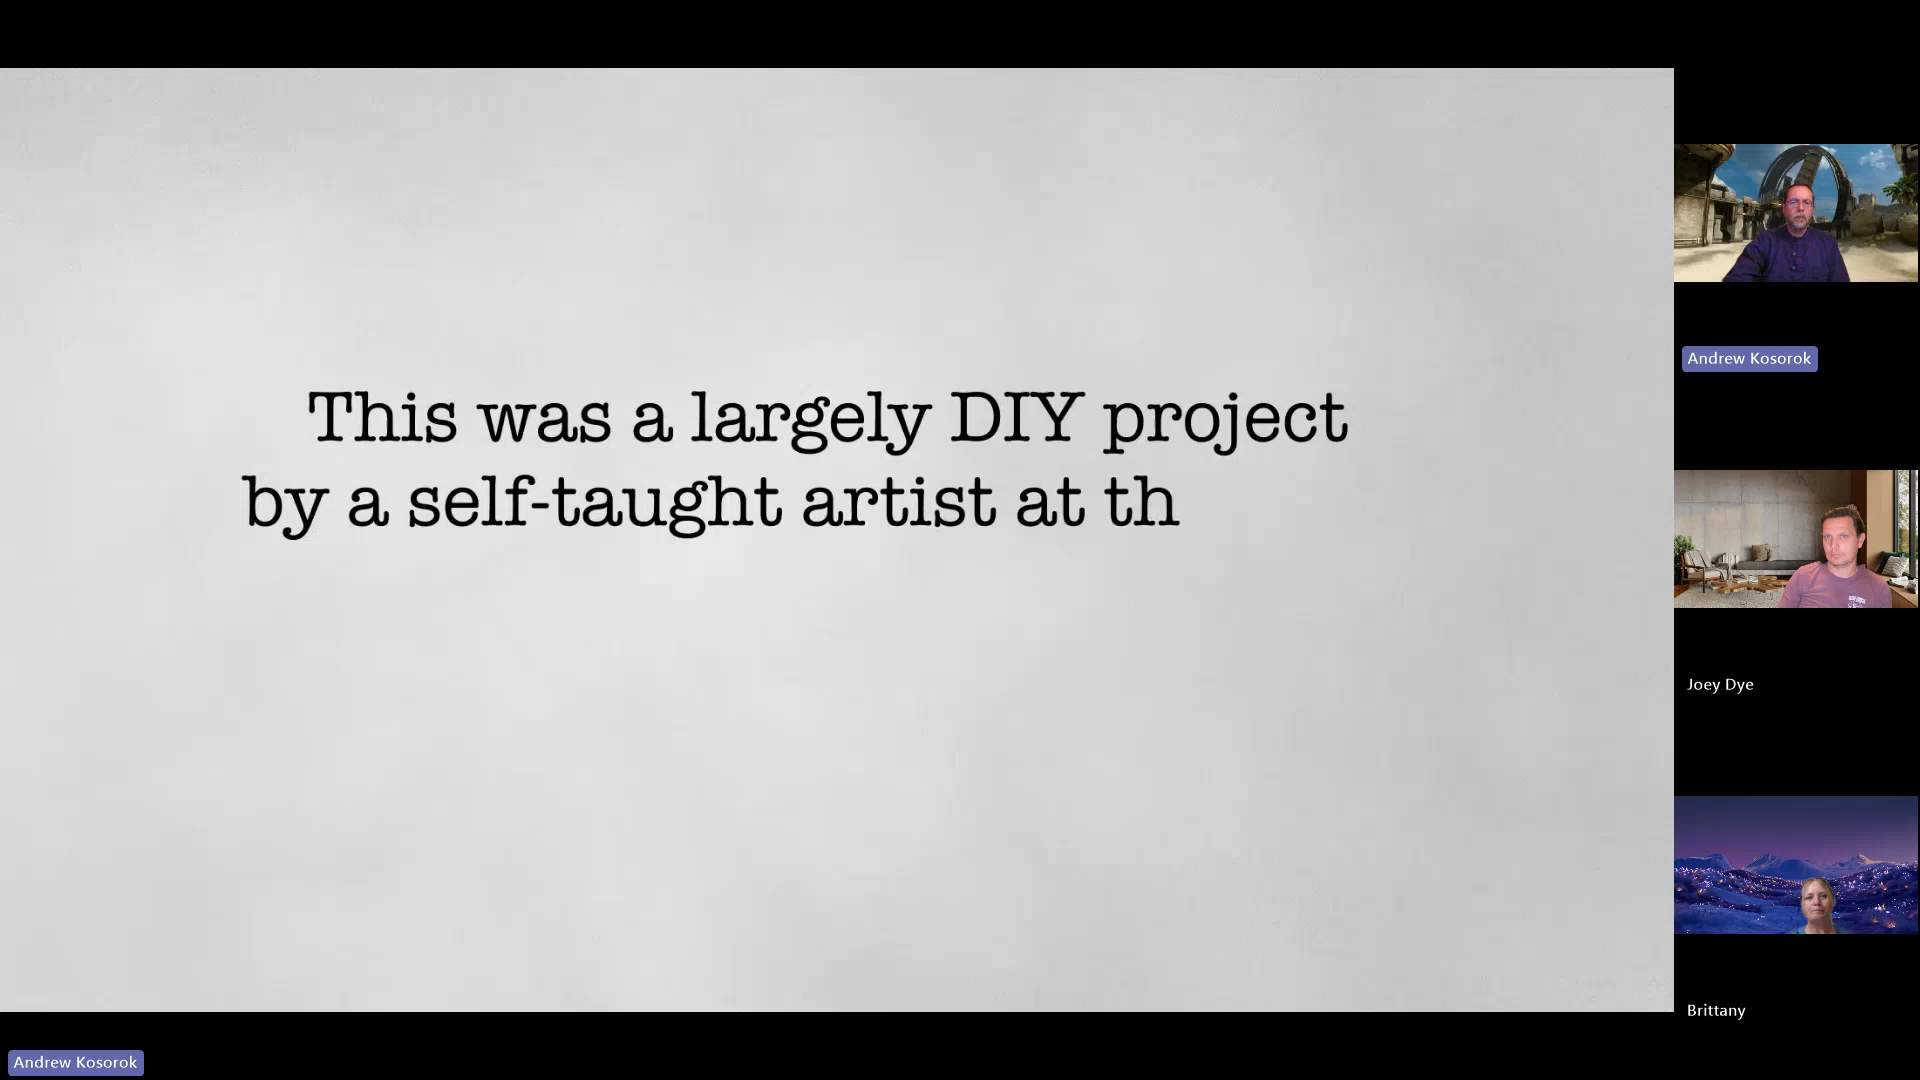 This was a largely DIY project
by a self-taught artist at th
Andrew Kosorok
Joey Dye
Brittany
Andrew Kosorok